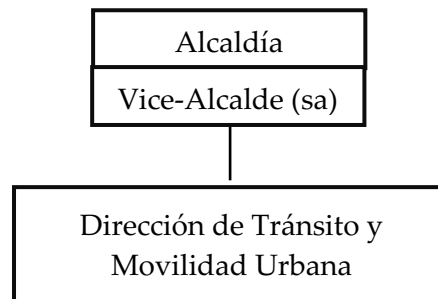 Alcaldía
Vice-Alcalde (sa)
Dirección de Tránsito y
Movilidad Urbana